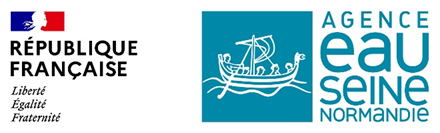 RÉPUBLIQUE
FRANÇAISE
Liberté
Égalité
Fraternité
AGENCE
eau
seine
NORMANDIE